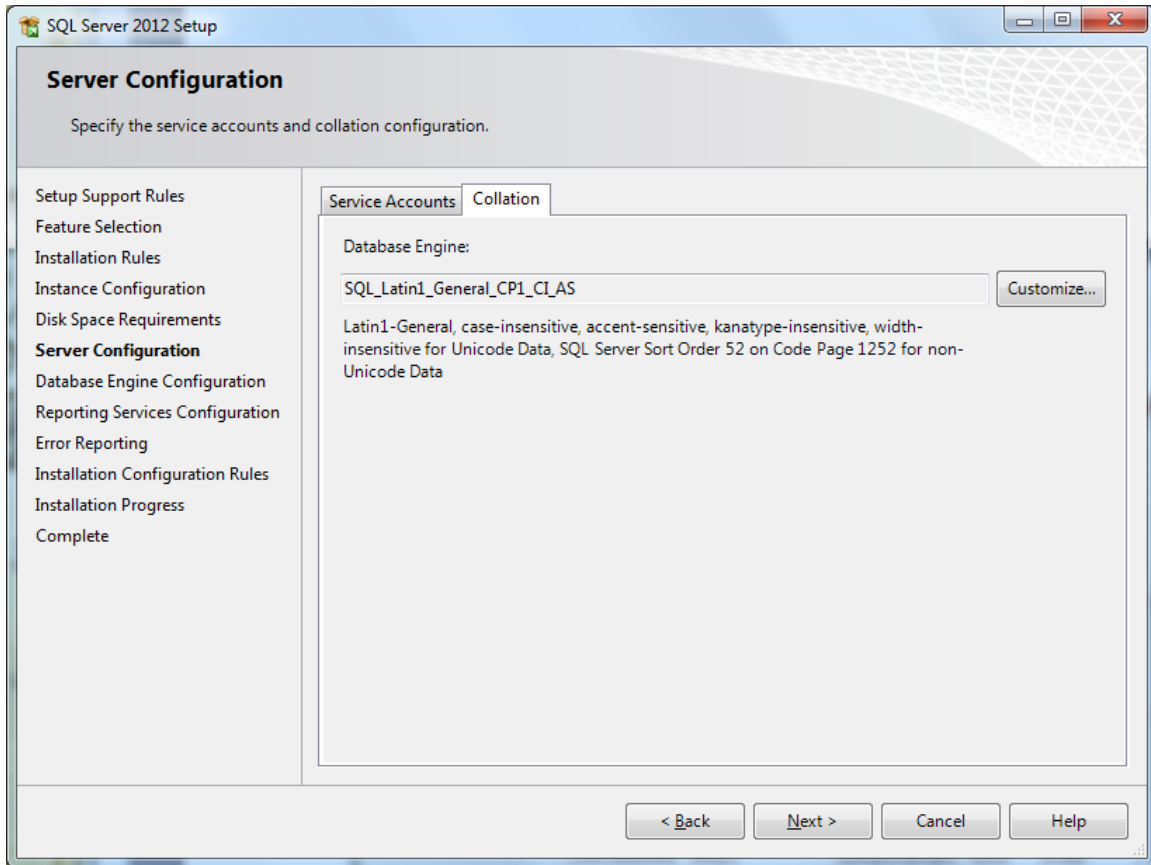 SQL Server 2012 Setup
Server Configuration
Specify the service accounts and collation configuration.
Setup Support Rules
Feature Selection
Installation Rules
Instance Configuration
Disk Space Requirements
Server Configuration
Database Engine Configuration
Reporting Services Configuration
Error Reporting
Installation Configuration Rules
Installation Progress
Complete
Service Accounts Collation
Database Engine:
SQL_Latin1_General_CP1_CI_AS Customize...
Latin1-General, case-insensitive, accent-sensitive, kanatype-insensitive, width-
insensitive for Unicode Data, SQL Server Sort Order 52 on Code Page 1252 for non-
Unicode Data
< Back Next > Cancel Help